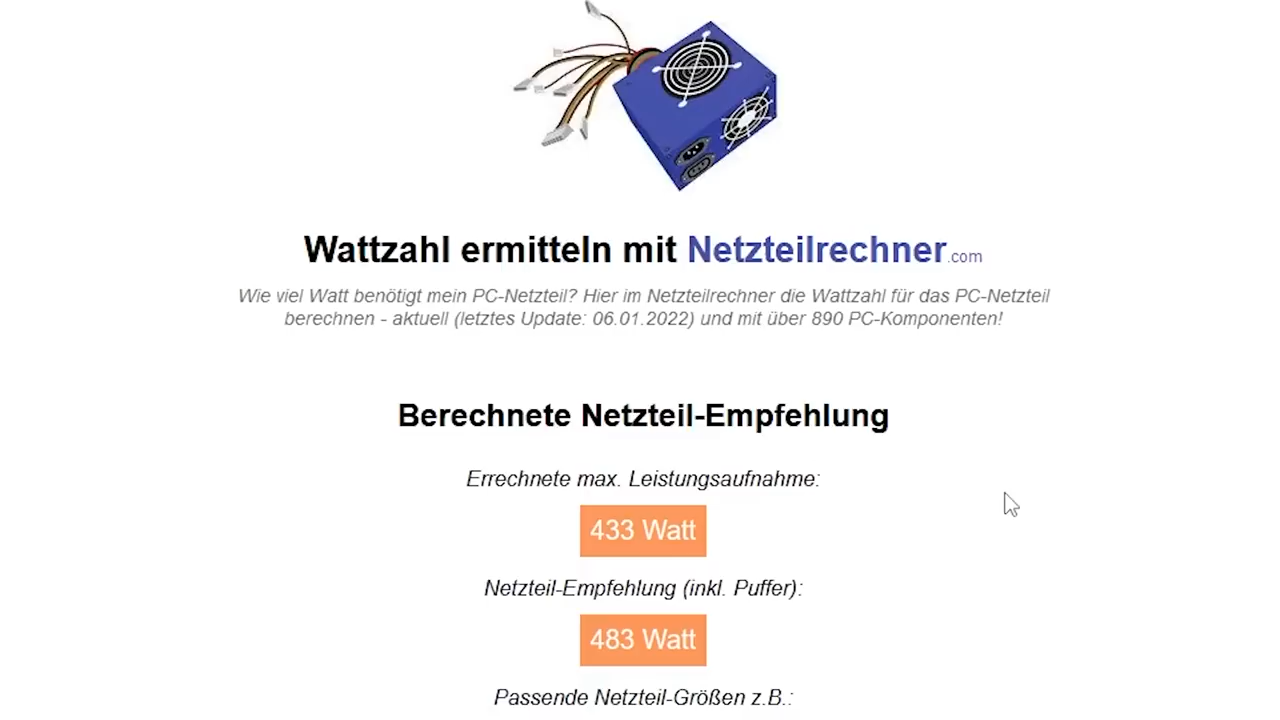 Wattzahl ermitteln mit Netzteilrechner.com
Wie viel Watt benötigt mein PC-Netzteil? Hier im Netzteilrechner die Wattzahl für das PC-Netzteil
berechnen - aktuell (letztes Update: 06.01.2022) und mit über 890 PC-Komponenten!
Berechnete Netzteil-Empfehlung
Errechnete max. Leistungsaufnahme:
433 Watt
Netzteil-Empfehlung (inkl. Puffer):
483 Watt
Passende Netzteil-Größen z.B.: